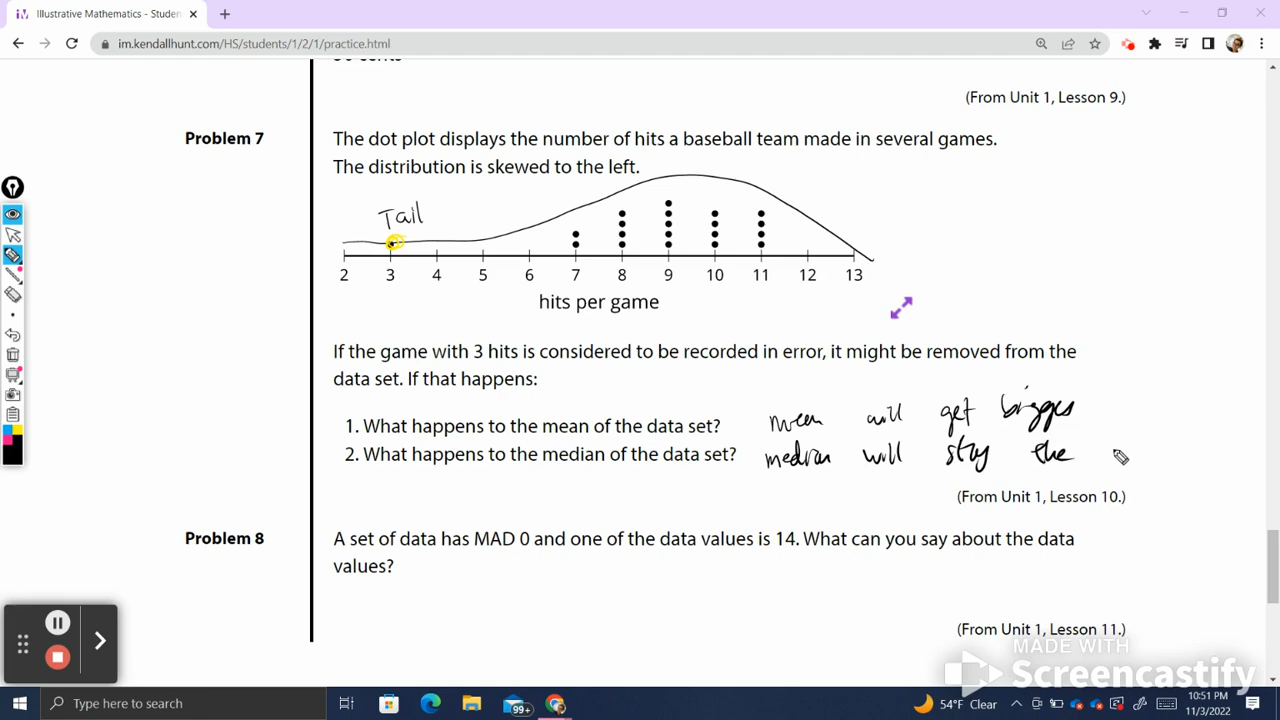 Illustrative Mathematics - Studen
im.kendallhunt.com/HS/students/1/2/1/practice.html
(From Unit 1, Lesson 9.)
Problem 7
The dot plot displays the number of hits a baseball team made in several games.
The distribution is skewed to the left.
Tail
2 3 4 5 6 7 8 9 10 11 12 13
hits per game
If the game with 3 hits is considered to be recorded in error, it might be removed from the
data set. If that happens:
1. What happens to the mean of the data set? mean will get bigger
2. What happens to the median of the data set? median will stay the
(From Unit 1, Lesson 10.)
Problem 8
A set of data has MAD 0 and one of the data values is 14. What can you say about the data
values?
(From Unit 1, Lesson 11.)
MADE WITH
Screencastify
Type here to search
99+
54°F Clear
10:51 PM
11/3/2022